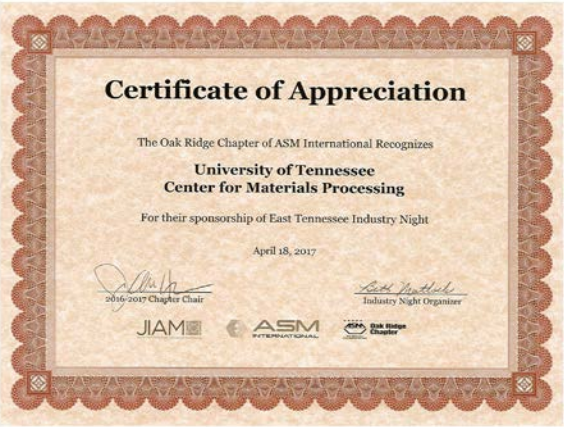 Certificate of Appreciation
The Oak Ridge Chapter of ASM International Recognizes
University of Tennessee
Center for Materials Processing
For their sponsorship of East Tennessee Industry Night
April 18, 2017
2016-2017 Chapter Chair
Beth
Industry Night Organizer
JIAM
ASM
INTERNATIONAL
ASM
Oak Ridge
Chapter